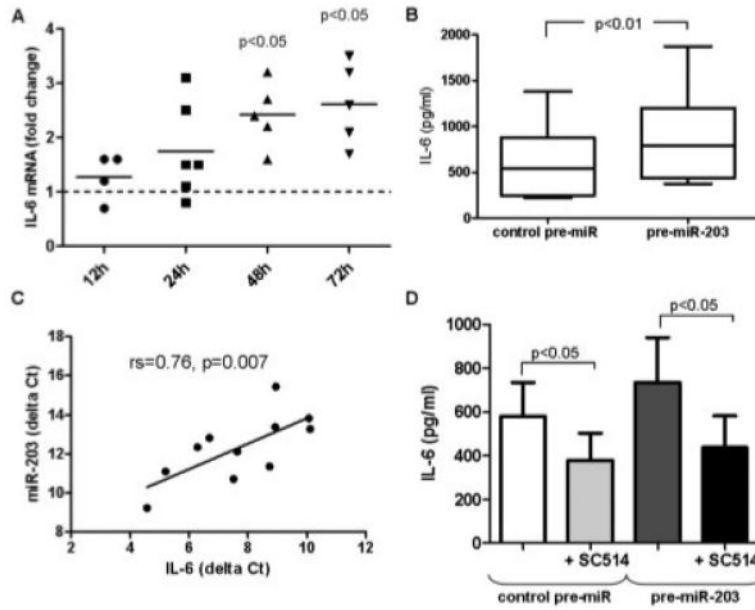 A
p<0.05
p<0.05
IL-6 mRNA (fold change)
4
3
2
1
0
12h
24h
48h
72h
B
p<0.01
IL-6 (pg/ml)
2000
1500
1000
500
0
control pre-miR
pre-miR-203
C
rs=0.76, p=0.007
miR-203 (delta Ct)
18
16
14
12
10
8
2
4
6
8
10
12
IL-6 (delta Ct)
D
p<0.05
p<0.05
IL-6 (pg/ml)
1000
800
600
400
200
0
+ SC514
+ SC514
control pre-miR
pre-miR-203